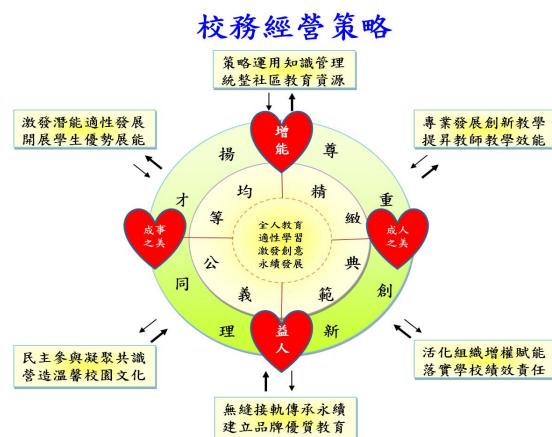 校務經營策略
策略運用知識管理
統整社區教育資源
激發潛能適性發展
開展學生優勢展能
專業發展創新教學
提昇教師教學效能
增能
揚才
尊重
均等
精緻
成事
之美
全人教育
適性學習
激發創意
永續發展
成人
之美
公義
典範
同理
創新
益人
民主參與凝聚共識
營造溫馨校園文化
活化組織增權賦能
落實學校績效責任
無縫接軌傳承永續
建立品牌優質教育